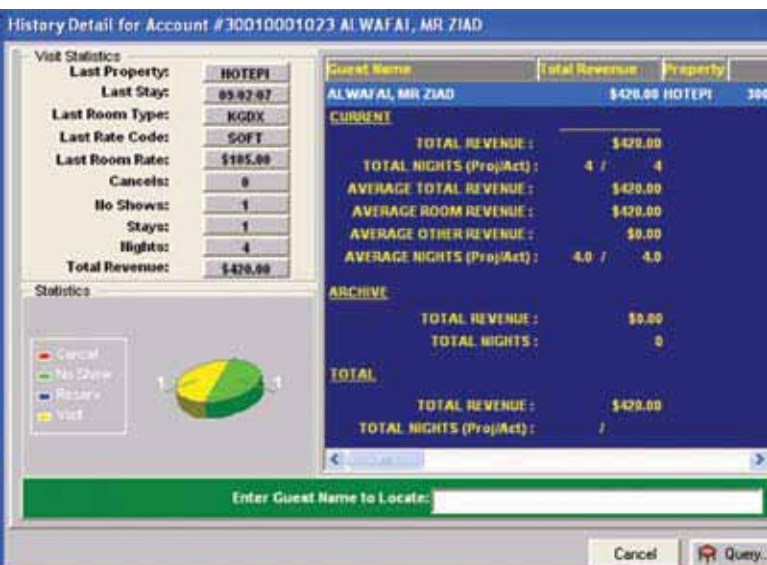 History Detail for Account #30010001023 ALWAFAI, MR ZIAD
Visit Statistics
Last Property: HOTEPI
Last Stay: 09/02/07
Last Room Type: KGDX
Last Rate Code: SOFT
Last Room Rate: $105.00
Cancels: 0
No Shows: 1
Stays: 1
Nights: 4
Total Revenue: $420.00
Statistics
Cancel
No Show
Reserv
Visit
1
1
Guest Name Total Revenue Property
ALWAFAI, MR ZIAD $420.00 HOTEPI 300
CURRENT
TOTAL REVENUE : $420.00
TOTAL NIGHTS (Proj/Act) : 4 / 4
AVERAGE TOTAL REVENUE : $420.00
AVERAGE ROOM REVENUE : $420.00
AVERAGE OTHER REVENUE : $0.00
AVERAGE NIGHTS (Proj/Act) : 4.0 / 4.0
ARCHIVE
TOTAL REVENUE : $0.00
TOTAL NIGHTS : 0
TOTAL
TOTAL REVENUE : $420.00
TOTAL NIGHTS (Proj/Act) : /
Enter Guest Name to Locate:
Cancel Query...